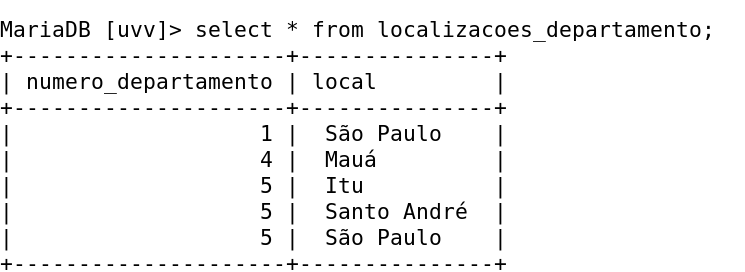 MariaDB [uvv]> select * from localizacoes_departamento;
+---------------------+---------------+
| numero_departamento | local         |
+---------------------+---------------+
|                   1 |  São Paulo    |
|                   4 |  Mauá         |
|                   5 |  Itu          |
|                   5 |  Santo André  |
|                   5 |  São Paulo    |
+---------------------+---------------+